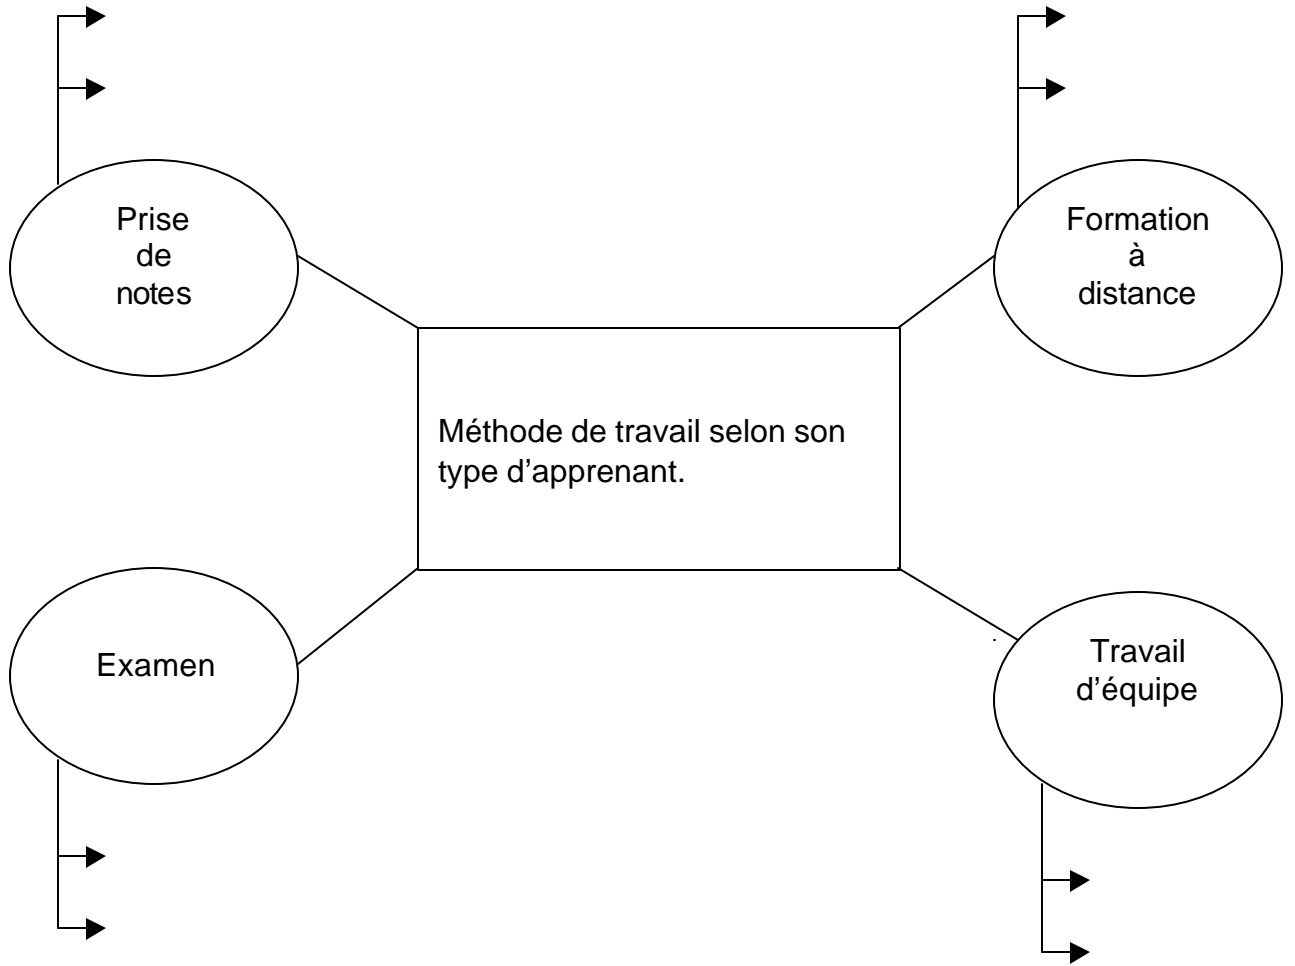 Prise
de
notes
Formation
à
distance
Méthode de travail selon son
type d’apprenant.
Examen
Travail
d’équipe